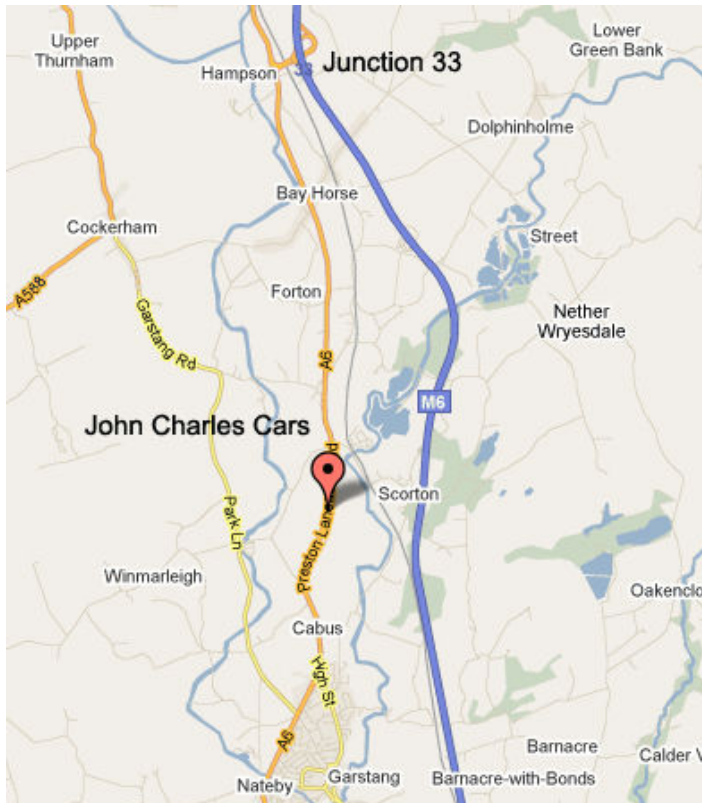 Upper
Thurnham
Lower
Green Bank
Hampson
33
Junction 33
Dolphinholme
Bay Horse
Cockerham
Street
A588
Forton
Nether
Wryesdale
Garstang Rd
A6
M6
John Charles Cars
Scorton
Park Ln
Preston
Winmarleigh
Oakenclo
Cabus
High St
A6
Barnacre
Calder V
Nateby
Garstang
Barnacre-with-Bonds